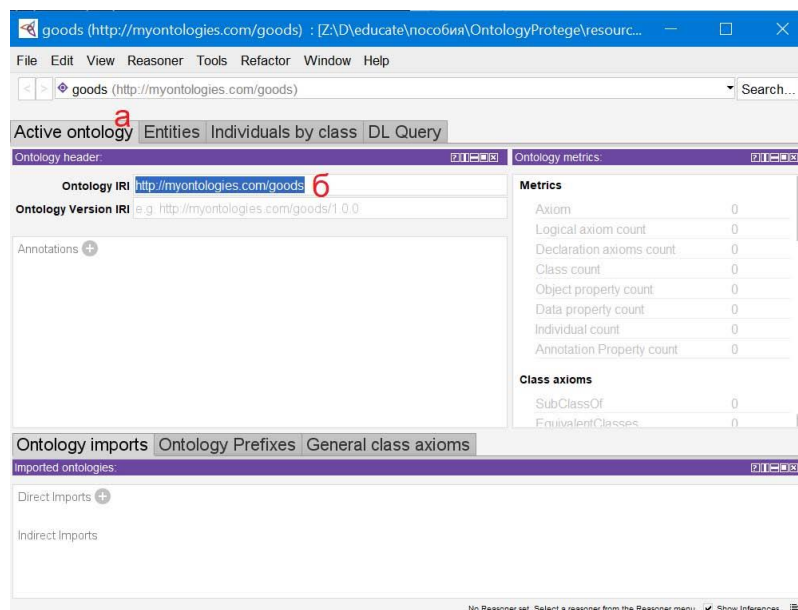 goods (http://myontologies.com/goods) : [Z:\D\educate\пособия\OntologyProtege\resourc...
File Edit View Reasoner Tools Refactor Window Help
< > goods (http://myontologies.com/goods) Search...
а
Active ontology Entities Individuals by class DL Query
Ontology header:
Ontology IRI http://myontologies.com/goods б
Ontology Version IRI e.g. http://myontologies.com/goods/1.0.0
Annotations
Ontology metrics:
Metrics
Axiom 0
Logical axiom count 0
Declaration axioms count 0
Class count 0
Object property count 0
Data property count 0
Individual count 0
Annotation Property count 0
Class axioms
SubClassOf 0
EquivalentClasses 0
Ontology imports Ontology Prefixes General class axioms
Imported ontologies:
Direct Imports
Indirect Imports
No Reasoner set. Select a reasoner from the Reasoner menu Show Inferences